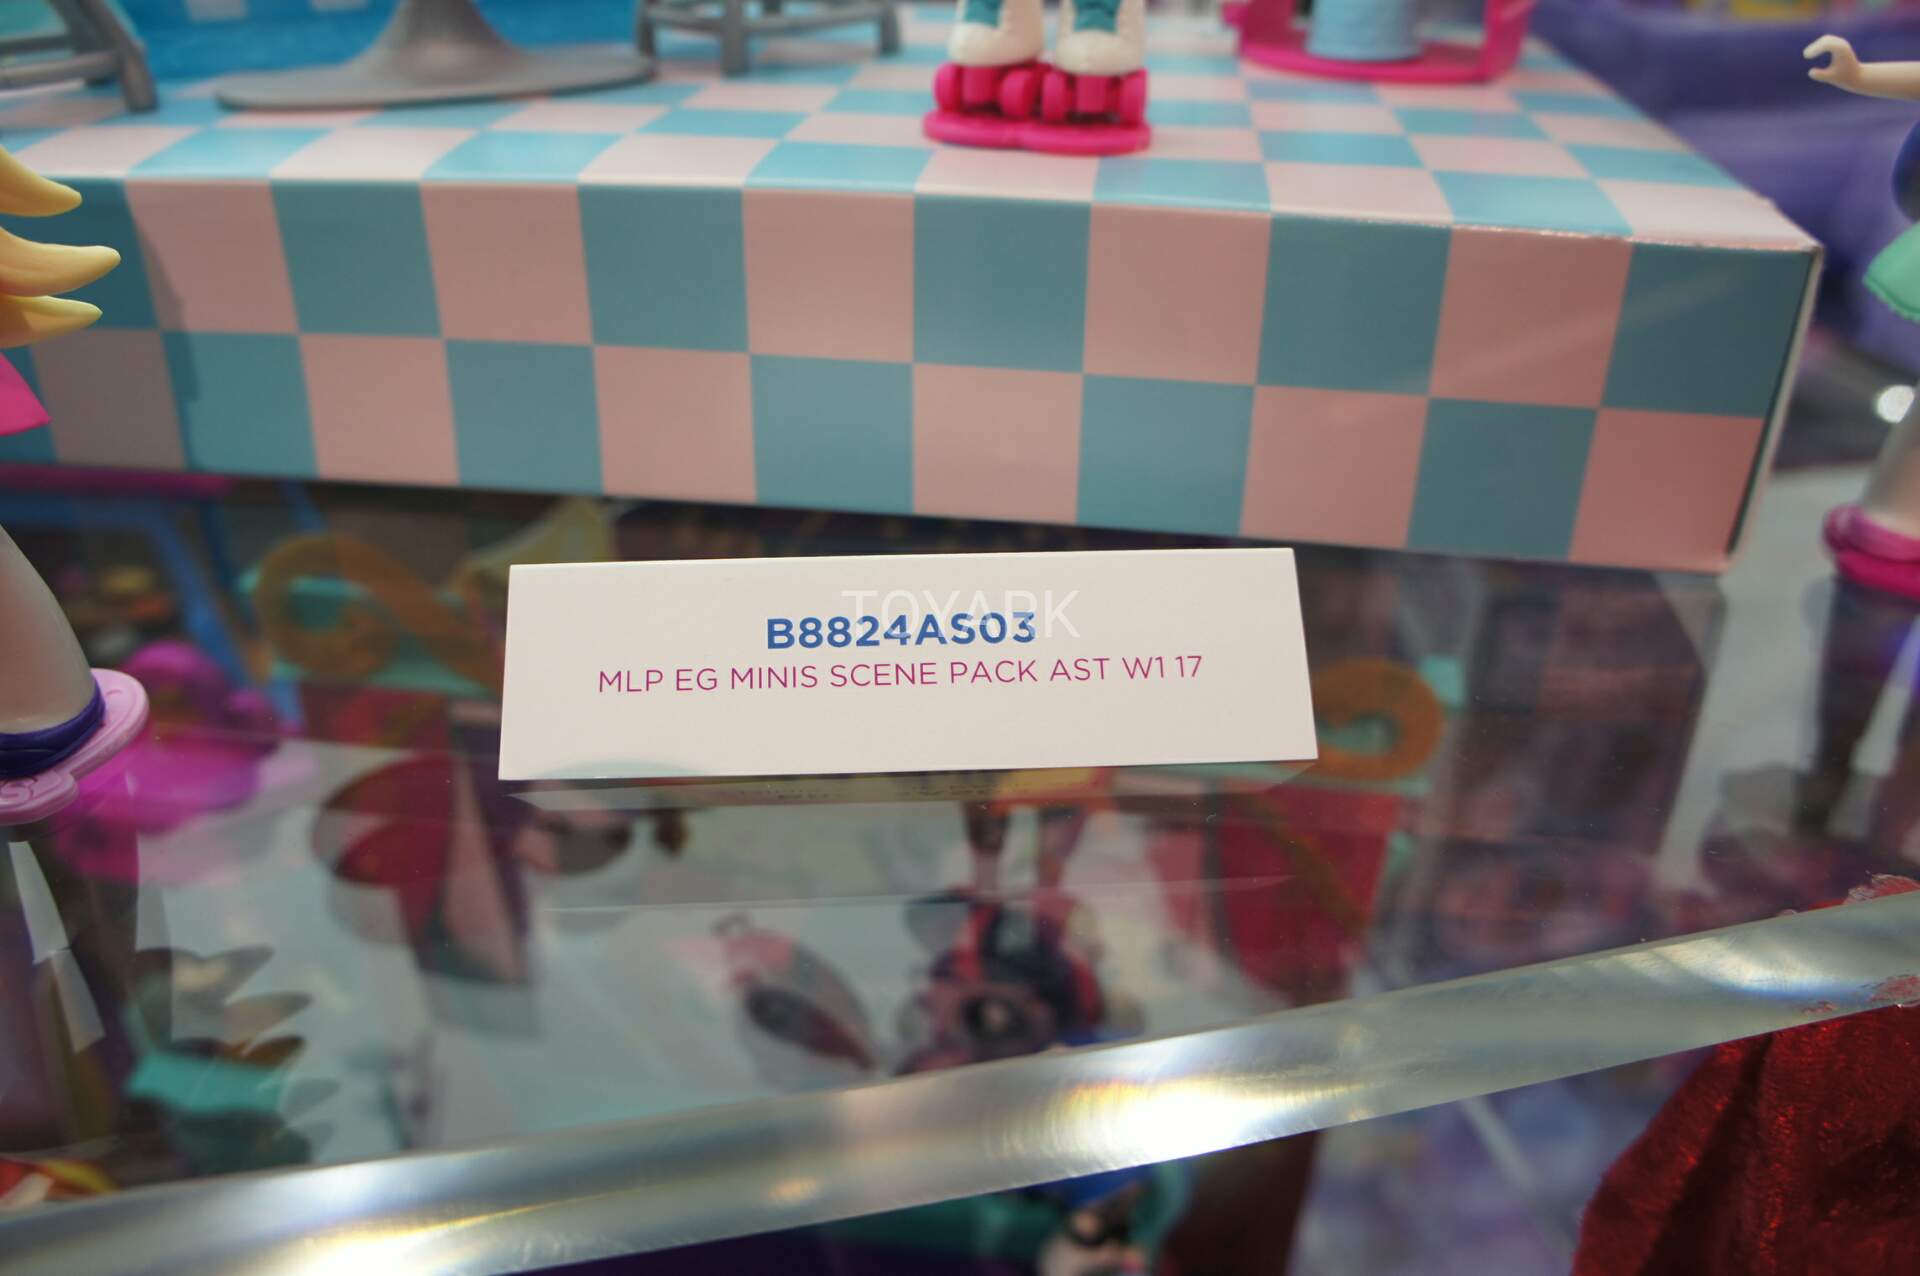 TOYARK
B8824AS03
MLP EG MINIS SCENE PACK AST W1 17